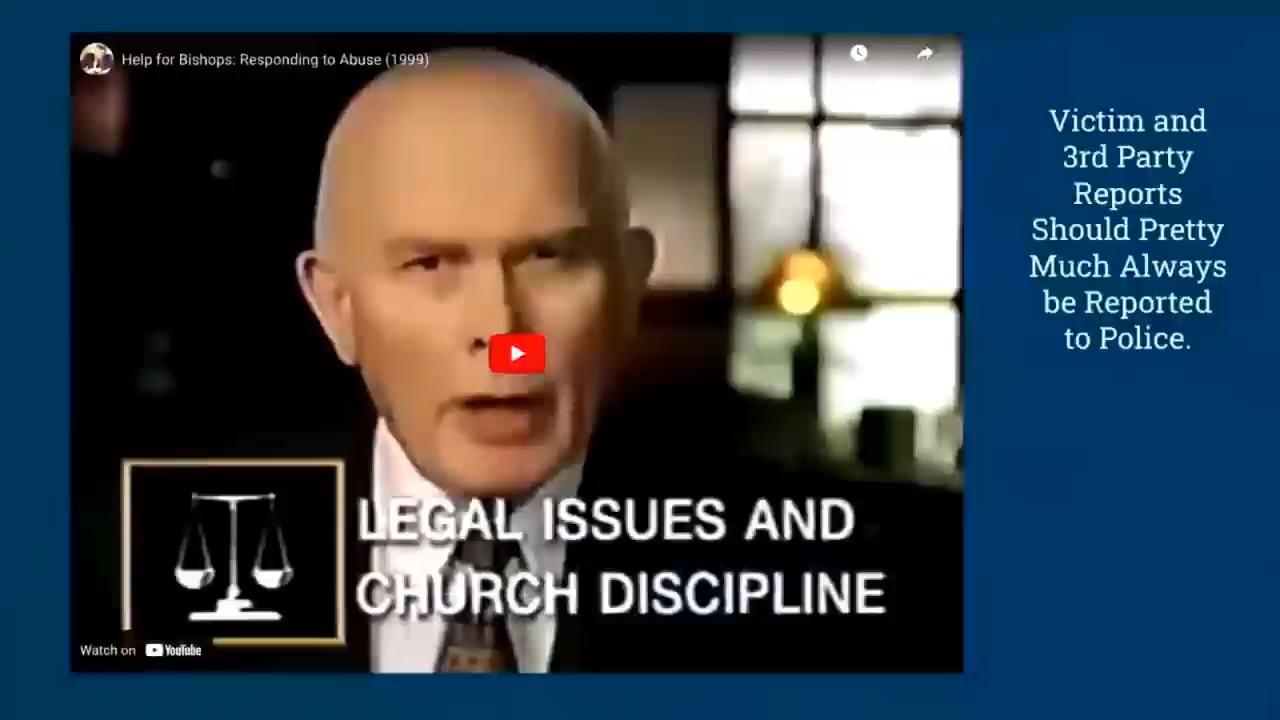 Help for Bishops: Responding to Abuse (1999)
Victim and
3rd Party
Reports
Should Pretty
Much Always
be Reported
to Police.
LEGAL ISSUES AND
CHURCH DISCIPLINE
Watch on YouTube